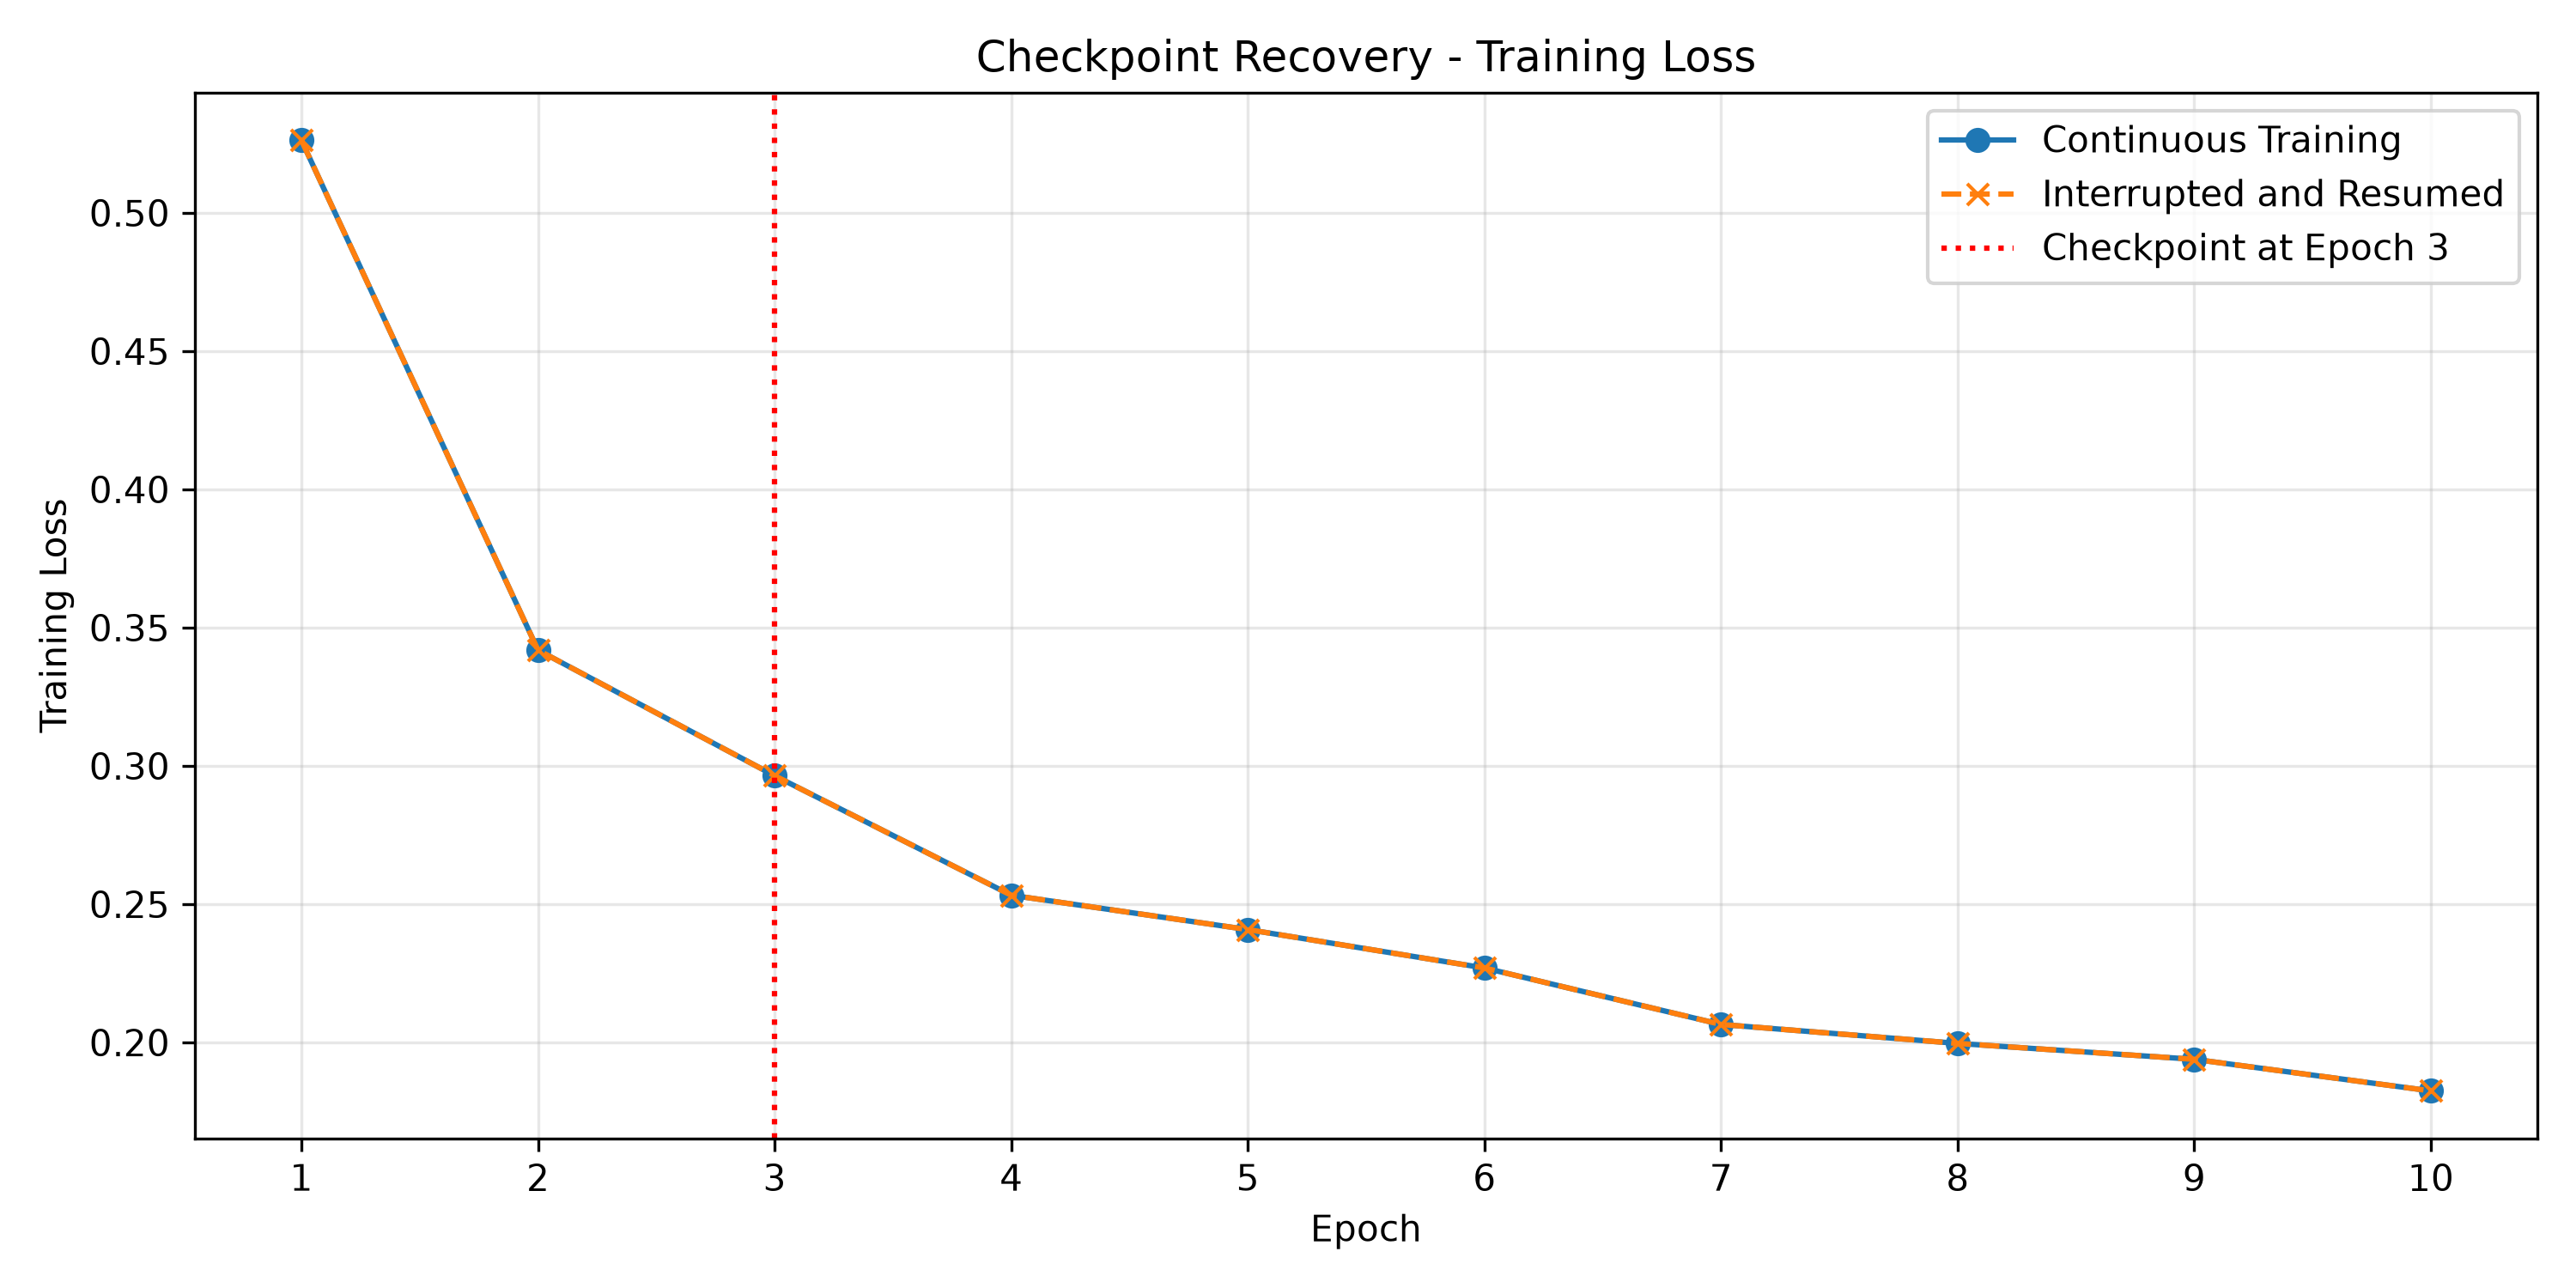 Checkpoint Recovery - Training Loss
Continuous Training
Interrupted and Resumed
Checkpoint at Epoch 3
Training Loss
0.50
0.45
0.40
0.35
0.30
0.25
0.20
1 2 3 4 5 6 7 8 9 10
Epoch